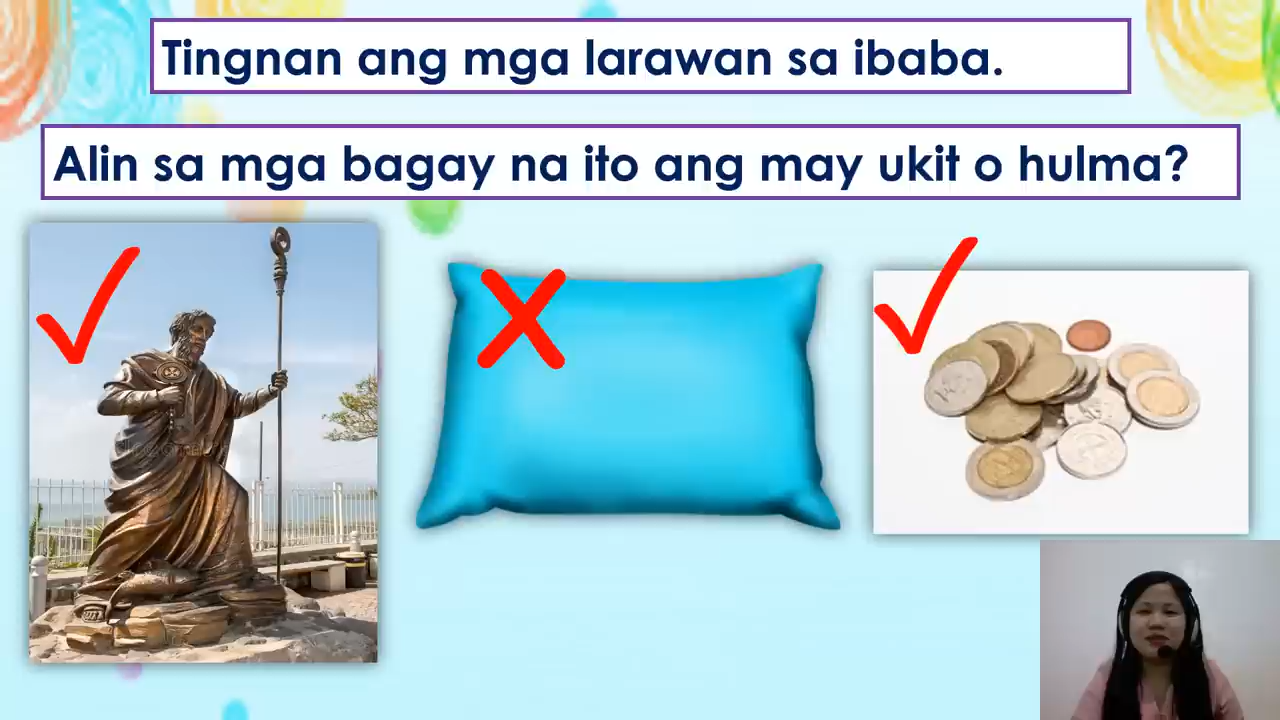 Tingnan ang mga larawan sa ibaba.
Alin sa mga bagay na ito ang may ukit o hulma?